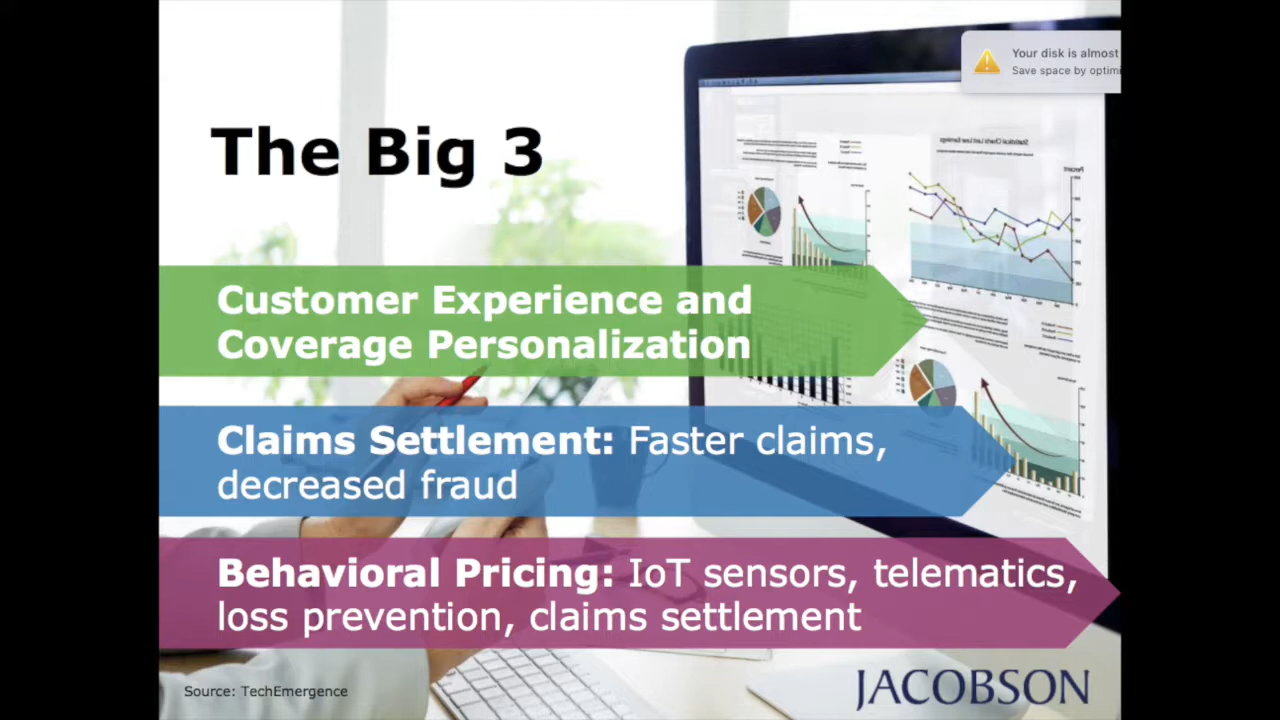 Your disk is almost
Save space by optimi
The Big 3
Customer Experience and
Coverage Personalization
Claims Settlement: Faster claims,
decreased fraud
Behavioral Pricing: IoT sensors, telematics,
loss prevention, claims settlement
Source: TechEmergence
JACOBSON